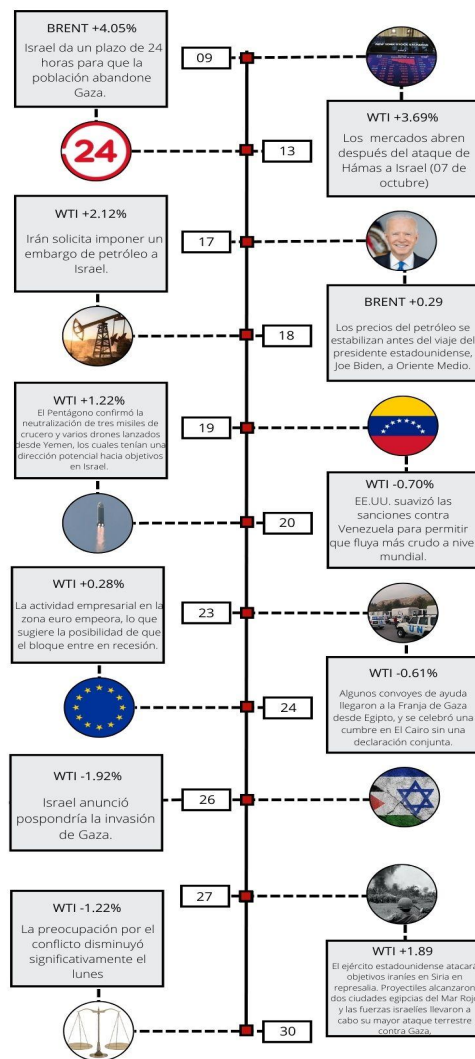 BRENT +4.05%
Israel da un plazo de 24
horas para que la
población abandone
Gaza.
09
24
WTI +3.69%
Los mercados abren
después del ataque de
Hámas a Israel (07 de
octubre)
13
WTI +2.12%
Irán solicita imponer un
embargo de petróleo a
Israel.
17
BRENT +0.29
Los precios del petróleo se
estabilizan antes del viaje del
presidente estadounidense,
Joe Biden, a Oriente Medio.
18
WTI +1.22%
El Pentágono confirmó la
neutralización de tres misiles de
crucero y varios drones lanzados
desde Yemen, los cuales tenían una
dirección potencial hacia objetivos
en Israel.
19
WTI -0.70%
EE.UU. suavizó las
sanciones contra
Venezuela para permitir
que fluya más crudo a nive
mundial.
20
WTI +0.28%
La actividad empresarial en la
zona euro empeora, lo que
sugiere la posibilidad de que
el bloque entre en recesión.
23
UN
WTI -0.61%
Algunos convoyes de ayuda
llegaron a la Franja de Gaza
desde Egipto, y se celebró una
cumbre en El Cairo sin una
declaración conjunta.
24
WTI -1.92%
Israel anunció
pospondría la invasión
de Gaza.
26
27
WTI -1.22%
La preocupación por el
conflicto disminuyó
significativamente el
lunes
WTI +1.89
El ejército estadounidense atacará
objetivos iraníes en Siria en
represalia. Proyectiles alcanzaron
dos ciudades egipcias del Mar Rojo
y las fuerzas israelíes llevaron a
cabo su mayor ataque terrestre
contra Gaza,
30